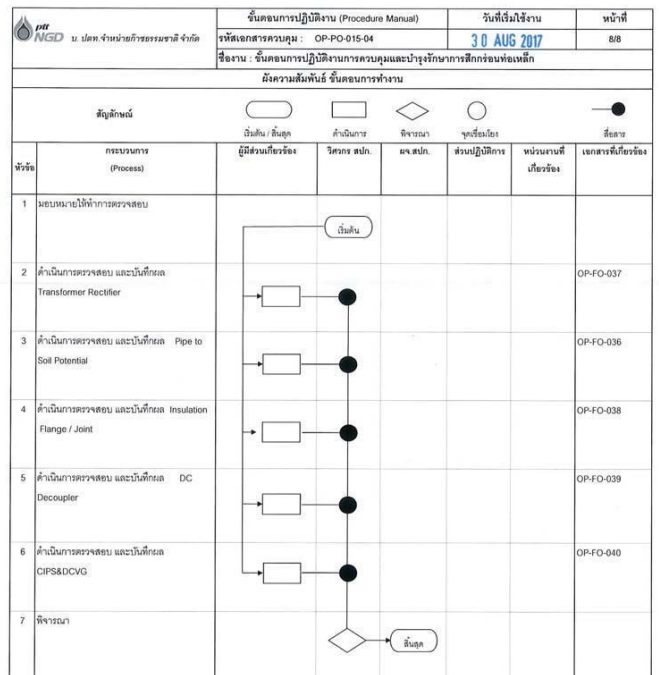 ptt
NGD บ. ปตท.จำหน่ายก๊าซธรรมชาติ จำกัด
ขั้นตอนการปฏิบัติงาน (Procedure Manual)
วันที่เริ่มใช้งาน
หน้าที่
รหัสเอกสารควบคุม : OP-PO-015-04
30 AUG 2017
8/8
ชื่องาน : ขั้นตอนการปฏิบัติงานการควบคุมและบำรุงรักษาการสึกกร่อนท่อเหล็ก
ผังความสัมพันธ์ ขั้นตอนการทำงาน
สัญลักษณ์
เริ่มต้น / สิ้นสุด
ดำเนินการ
พิจารณา
จุดเชื่อมโยง
สื่อสาร
หัวข้อ
กระบวนการ
(Process)
ผู้มีส่วนเกี่ยวข้อง
วิศวกร สปก.
ผจ.สปก.
ส่วนปฏิบัติการ
หน่วนงานที่
เกี่ยวข้อง
เอกสารที่เกี่ยวข้อง
1 มอบหมายให้ทำการตรวจสอบ
เริ่มต้น
2 ดำเนินการตรวจสอบ และบันทึกผล
Transformer Rectifier
OP-FO-037
3 ดำเนินการตรวจสอบ และบันทึกผล Pipe to
Soil Potential
OP-FO-036
4 ดำเนินการตรวจสอบ และบันทึกผล Insulation
Flange / Joint
OP-FO-038
5 ดำเนินการตรวจสอบ และบันทึกผล DC
Decoupler
OP-FO-039
6 ดำเนินการตรวจสอบ และบันทึกผล
CIPS&DCVG
OP-FO-040
7 พิจารณา
สิ้นสุด